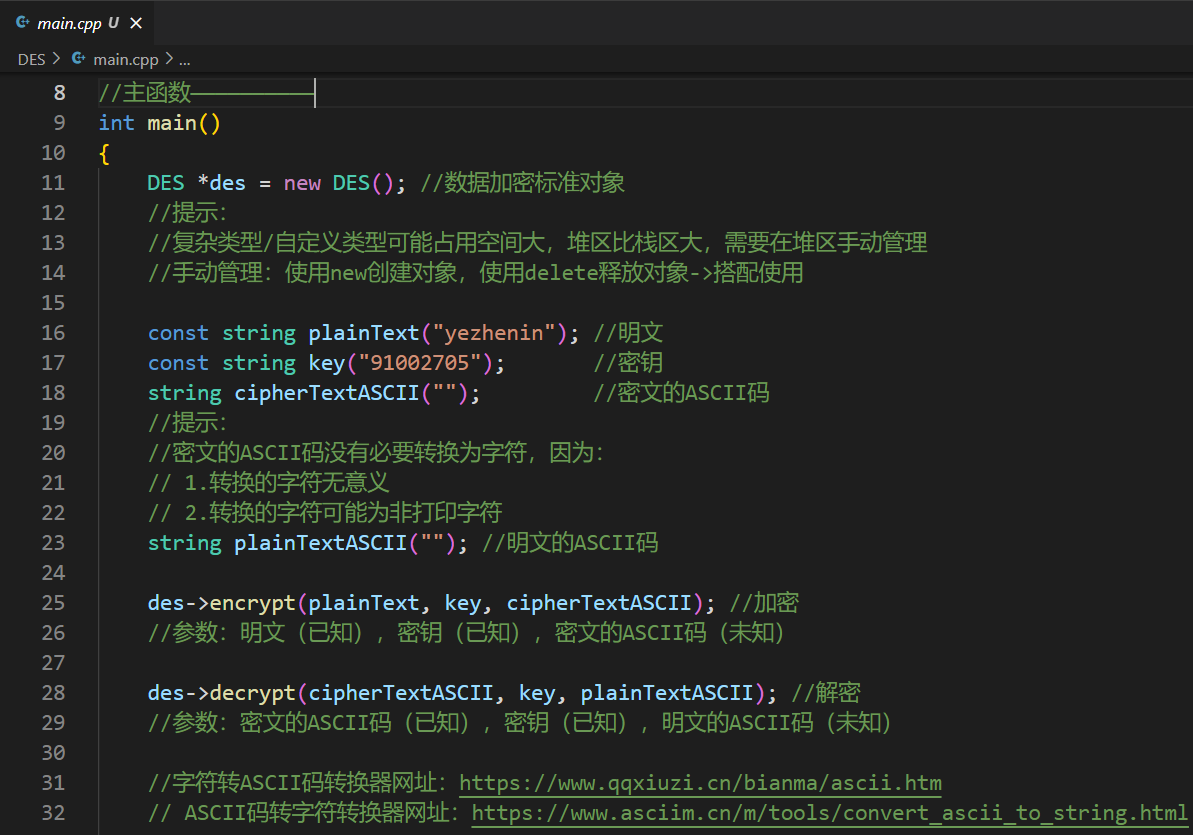 main.cpp U
DES > main.cpp > ...
8 //主函数——————————
9 int main()
10 {
11 DES *des = new DES(); //数据加密标准对象
12 //提示：
13 //复杂类型/自定义类型可能占用空间大，堆区比栈区大，需要在堆区手动管理
14 //手动管理：使用new创建对象，使用delete释放对象->搭配使用
15
16 const string plainText("yezhenin"); //明文
17 const string key("91002705"); //密钥
18 string cipherTextASCII(""); //密文的ASCII码
19 //提示：
20 //密文的ASCII码没有必要转换为字符，因为：
21 // 1.转换的字符无意义
22 // 2.转换的字符可能为非打印字符
23 string plainTextASCII(""); //明文的ASCII码
24
25 des->encrypt(plainText, key, cipherTextASCII); //加密
26 //参数：明文（已知），密钥（已知），密文的ASCII码（未知）
27
28 des->decrypt(cipherTextASCII, key, plainTextASCII); //解密
29 //参数：密文的ASCII码（已知），密钥（已知），明文的ASCII码（未知）
30
31 //字符转ASCII码转换器网址：https://www.qqxiuzi.cn/bianma/ascii.htm
32 // ASCII码转字符转换器网址：https://www.asciim.cn/m/tools/convert_ascii_to_string.html